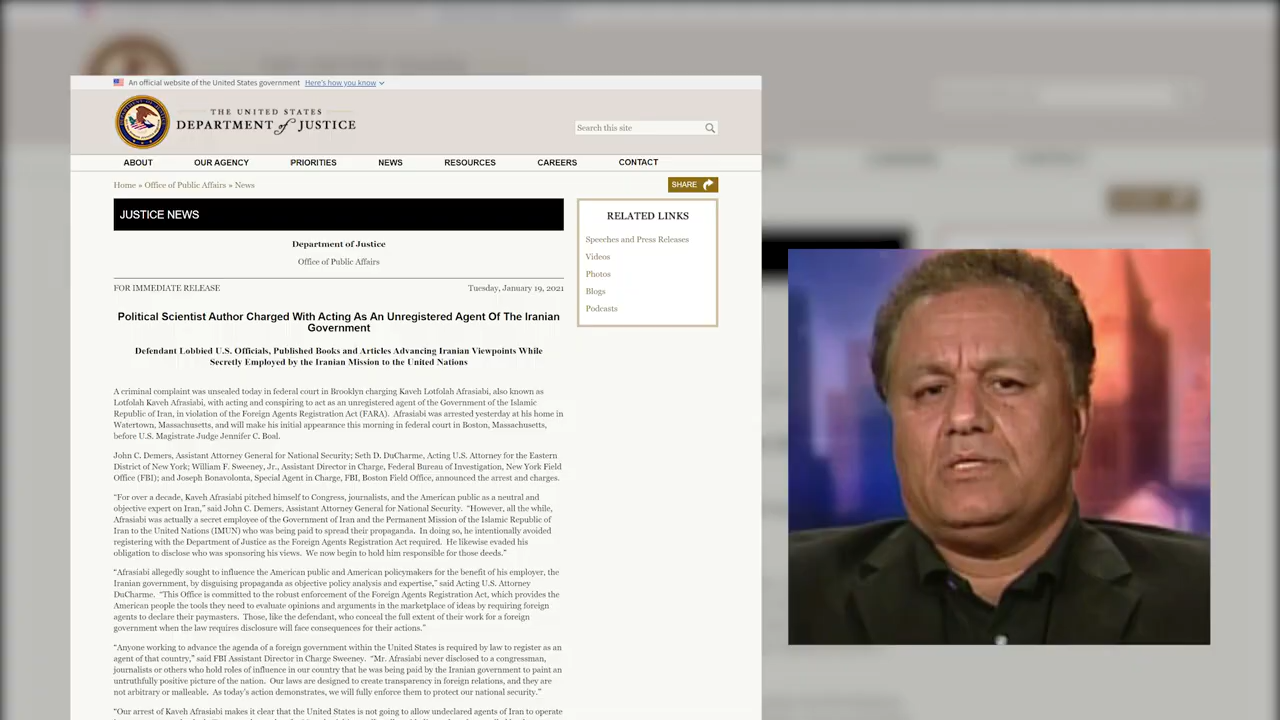 An official website of the United States government Here's how you know
THE UNITED STATES
DEPARTMENT of JUSTICE
Search this site
ABOUT OUR AGENCY PRIORITIES NEWS RESOURCES CAREERS CONTACT
Home » Office of Public Affairs » News
SHARE
JUSTICE NEWS
Department of Justice
Office of Public Affairs
FOR IMMEDIATE RELEASE Tuesday, January 19, 2021
Political Scientist Author Charged With Acting As An Unregistered Agent Of The Iranian
Government
Defendant Lobbied U.S. Officials, Published Books and Articles Advancing Iranian Viewpoints While
Secretly Employed by the Iranian Mission to the United Nations
A criminal complaint was unsealed today in federal court in Brooklyn charging Kaveh Lotfolah Afrasiabi, also known as
Lotfolah Kaveh Afrasiabi, with acting and conspiring to act as an unregistered agent of the Government of the Islamic
Republic of Iran, in violation of the Foreign Agents Registration Act (FARA). Afrasiabi was arrested yesterday at his home in
Watertown, Massachusetts, and will make his initial appearance this morning in federal court in Boston, Massachusetts,
before U.S. Magistrate Judge Jennifer C. Boal.
John C. Demers, Assistant Attorney General for National Security; Seth D. DuCharme, Acting U.S. Attorney for the Eastern
District of New York; William F. Sweeney, Jr., Assistant Director in Charge, Federal Bureau of Investigation, New York Field
Office (FBI); and Joseph Bonavolonta, Special Agent in Charge, FBI, Boston Field Office, announced the arrest and charges.
“For over a decade, Kaveh Afrasiabi pitched himself to Congress, journalists, and the American public as a neutral and
objective expert on Iran,” said John C. Demers, Assistant Attorney General for National Security. “However, all the while,
Afrasiabi was actually a secret employee of the Government of Iran and the Permanent Mission of the Islamic Republic of
Iran to the United Nations (IMUN) who was being paid to spread their propaganda. In doing so, he intentionally avoided
registering with the Department of Justice as the Foreign Agents Registration Act required. He likewise evaded his
obligation to disclose who was sponsoring his views. We now begin to hold him responsible for those deeds.”
“Afrasiabi allegedly sought to influence the American public and American policymakers for the benefit of his employer, the
Iranian government, by disguising propaganda as objective policy analysis and expertise,” said Acting U.S. Attorney
DuCharme. “This Office is committed to the robust enforcement of the Foreign Agents Registration Act, which provides the
American people the tools they need to evaluate opinions and arguments in the marketplace of ideas by requiring foreign
agents to declare their paymasters. Those, like the defendant, who conceal the full extent of their work for a foreign
government when the law requires disclosure will face consequences for their actions.”
“Anyone working to advance the agenda of a foreign government within the United States is required by law to register as an
agent of that country,” said FBI Assistant Director in Charge Sweeney. “Mr. Afrasiabi never disclosed to a congressman,
journalists or others who hold roles of influence in our country that he was being paid by the Iranian government to paint an
untruthfully positive picture of the nation. Our laws are designed to create transparency in foreign relations, and they are
not arbitrary or malleable. As today’s action demonstrates, we will fully enforce them to protect our national security.”
“Our arrest of Kaveh Afrasiabi makes it clear that the United States is not going to allow undeclared agents of Iran to operate
RELATED LINKS
Speeches and Press Releases
Videos
Photos
Blogs
Podcasts